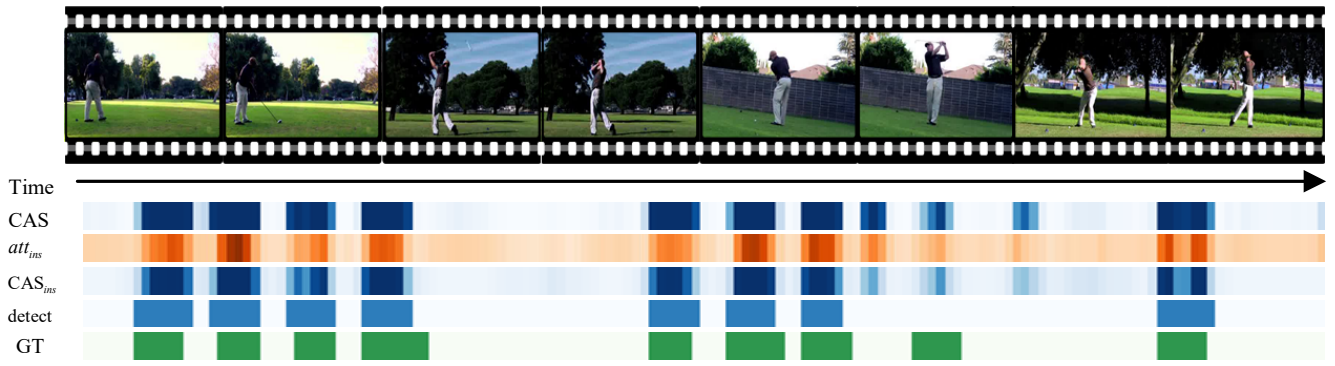 Time
CAS
att_ins
CAS_ins
detect
GT